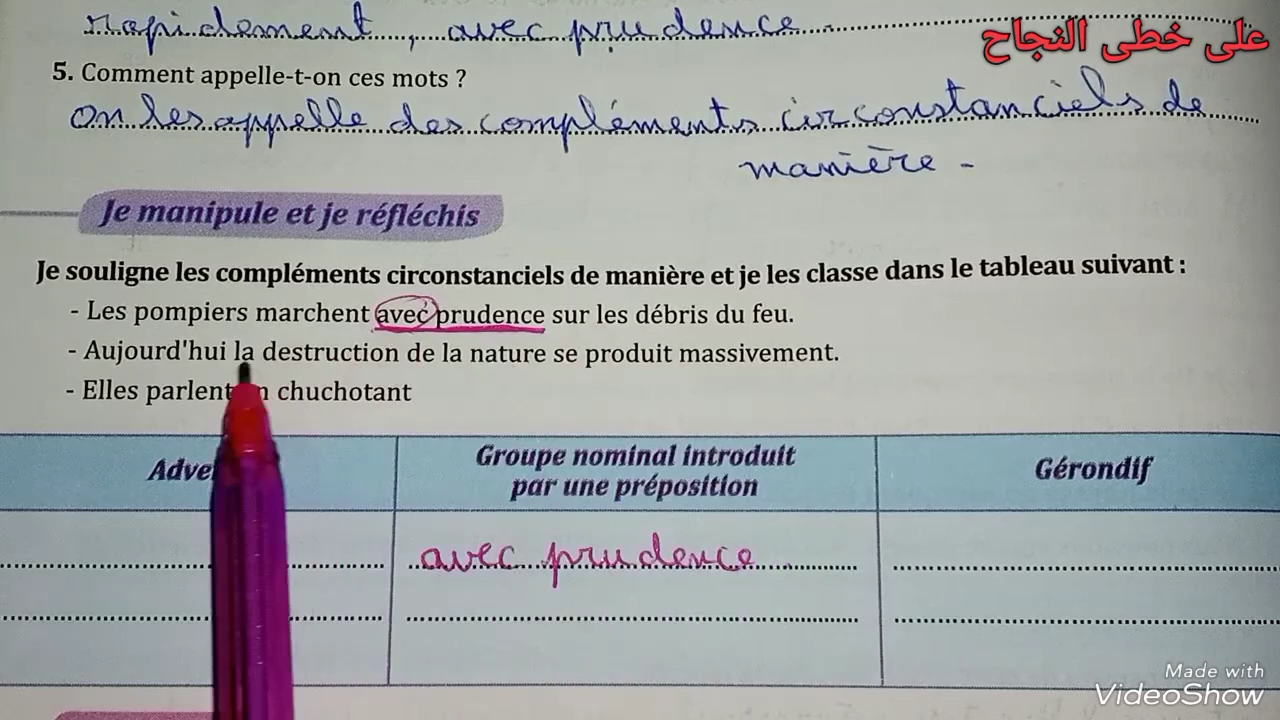 rapidement, avec prudence.
على خطى النجاح
5. Comment appelle-t-on ces mots ?
on les appelle des compléments circonstanciels de
manière -
Je manipule et je réfléchis
Je souligne les compléments circonstanciels de manière et je les classe dans le tableau suivant :
- Les pompiers marchent avec prudence sur les débris du feu.
- Aujourd'hui la destruction de la nature se produit massivement.
- Elles parlent chuchotant
Groupe nominal introduit
par une préposition
Gérondif
avec prudence
Made with
VideoShow